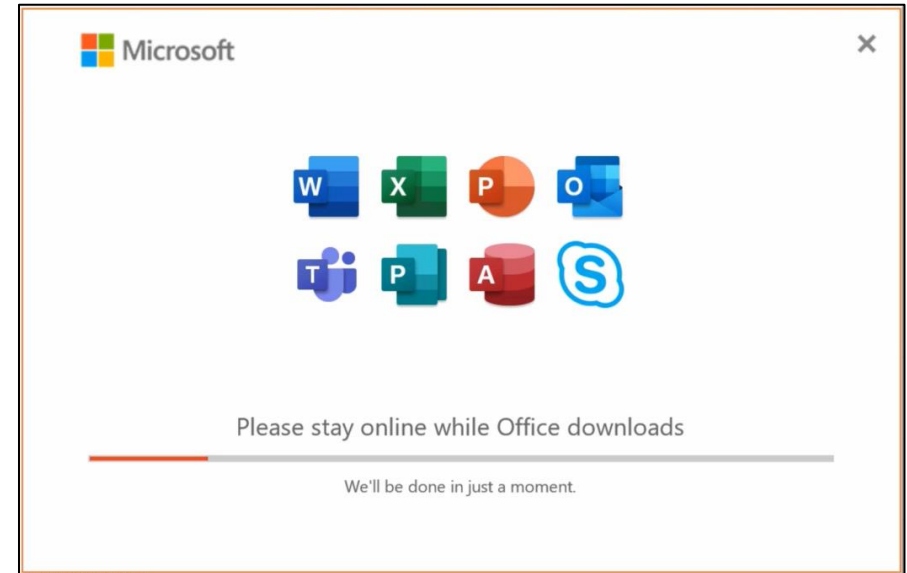 Microsoft
W X P O
T P A S
Please stay online while Office downloads
We'll be done in just a moment.